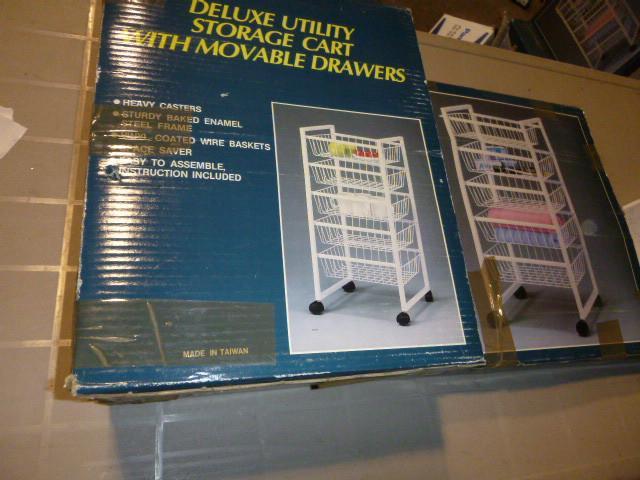 DELUXE UTILITY
STORAGE CART
WITH MOVABLE DRAWERS
HEAVY CASTERS
STURDY BAKED ENAMEL
STEEL FRAME
COATED WIRE BASKETS
SAVER
TO ASSEMBLE,
INSTRUCTION INCLUDED
MADE IN TAIWAN